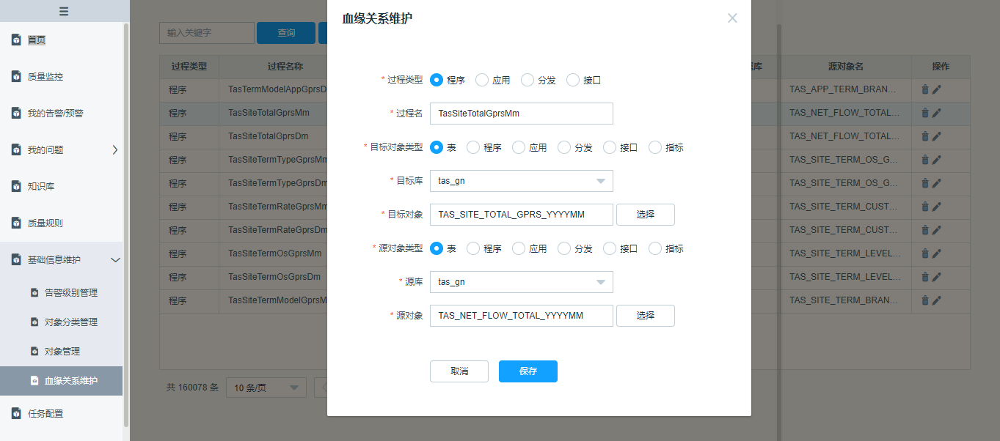 首页
质量监控
我的告警/预警
我的问题
知识库
质量规则
基础信息维护
告警级别管理
对象分类管理
对象管理
血缘关系维护
任务配置
输入关键字
查询
过程类型 过程名称 源对象名 操作
程序 TasTermModelAppGprsD TAS_APP_TERM_BRAN...
程序 TasSiteTotalGprsMm TAS_NET_FLOW_TOTAL...
程序 TasSiteTotalGprsDm TAS_NET_FLOW_TOTAL...
程序 TasSiteTermTypeGprsMm TAS_SITE_TERM_OS_G...
程序 TasSiteTermTypeGprsDm TAS_SITE_TERM_OS_G...
程序 TasSiteTermRateGprsMm TAS_SITE_TERM_CUST...
程序 TasSiteTermRateGprsDm TAS_SITE_TERM_CUST...
程序 TasSiteTermOsGprsMm TAS_SITE_TERM_LEVEL...
程序 TasSiteTermOsGprsDm TAS_SITE_TERM_LEVEL...
程序 TasSiteTermModelGprsM TAS_SITE_TERM_BRAN...
共 160078 条 10 条/页
血缘关系维护
* 过程类型 程序 应用 分发 接口
* 过程名 TasSiteTotalGprsMm
* 目标对象类型 表 程序 应用 分发 接口 指标
* 目标库 tas_gn
* 目标对象 TAS_SITE_TOTAL_GPRS_YYYYMM 选择
* 源对象类型 表 程序 应用 分发 接口 指标
* 源库 tas_gn
* 源对象 TAS_NET_FLOW_TOTAL_YYYYMM 选择
取消 保存